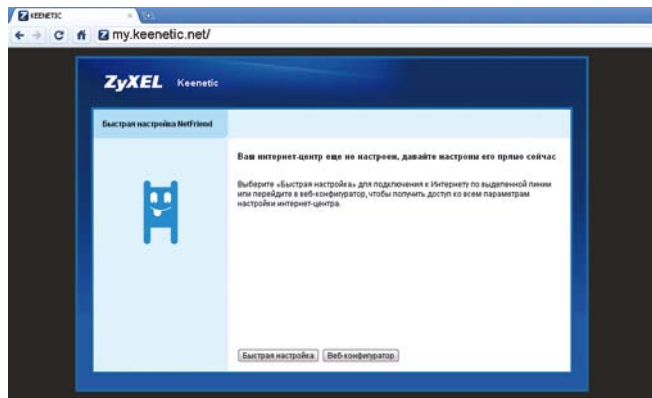 KEENETIC
my.keenetic.net/
ZyXEL Keenetic
Быстрая настройка NetFriend
Ваш интернет-центр еще не настроен, давайте настроим его прямо сейчас
Выберите «Быстрая настройка» для подключения к Интернету по выделенной линии
или перейдите в веб-конфигуратор, чтобы получить доступ ко всем параметрам
настройки интернет-центра.
Быстрая настройка Веб-конфигуратор